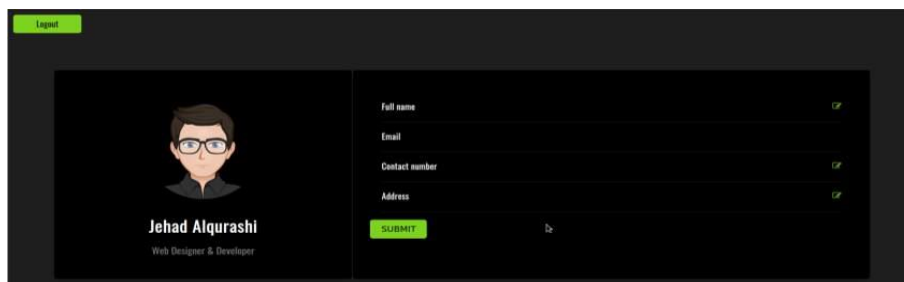 Logout
Full name
Email
Contact number
Address
SUBMIT
Jehad Alqurashi
Web Designer & Developer